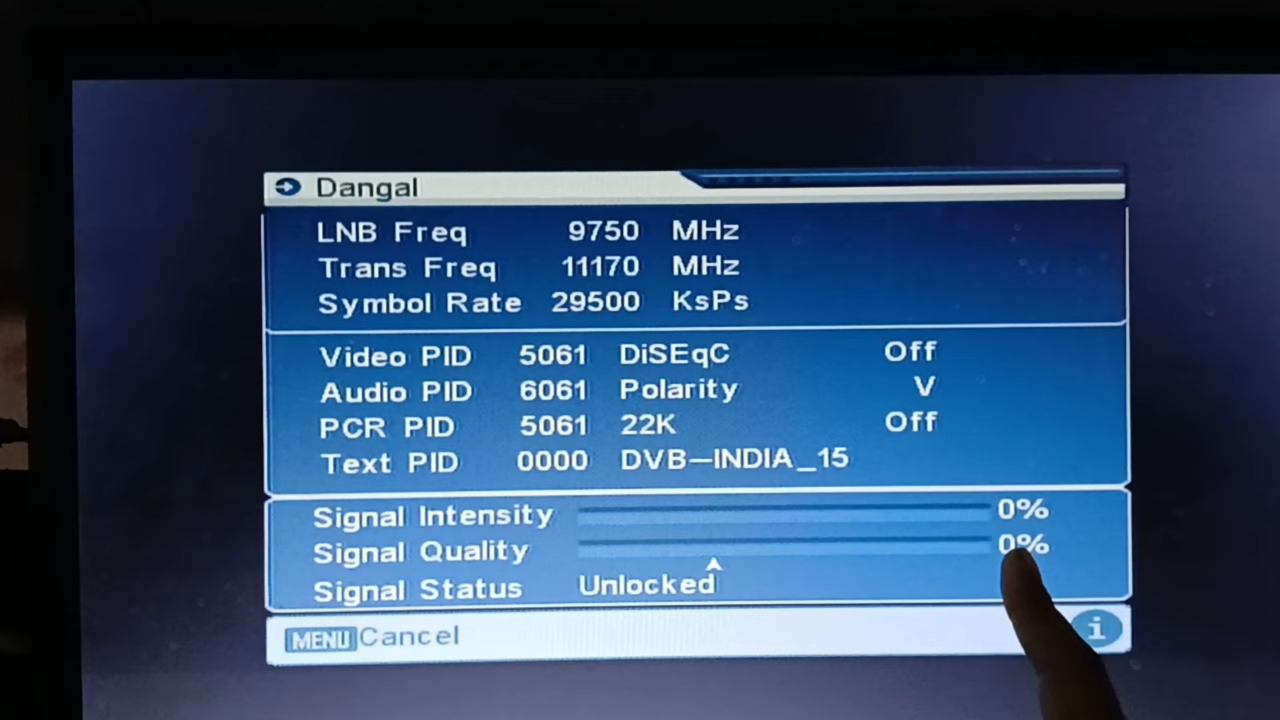 Dangal
LNB Freq 9750 MHz
Trans Freq 11170 MHz
Symbol Rate 29500 KsPs
Video PID 5061 DiSEqC Off
Audio PID 6061 Polarity V
PCR PID 5061 22K Off
Text PID 0000 DVB-INDIA_15
Signal Intensity 0%
Signal Quality 0%
Signal Status Unlocked
MENU Cancel i